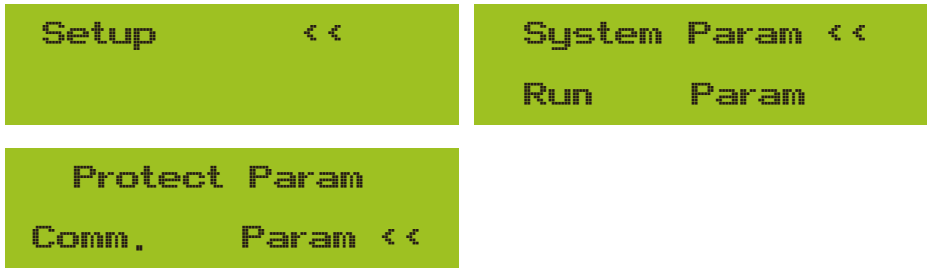 Setup <<
System Param <<
Run Param
Protect Param
Comm. Param <<